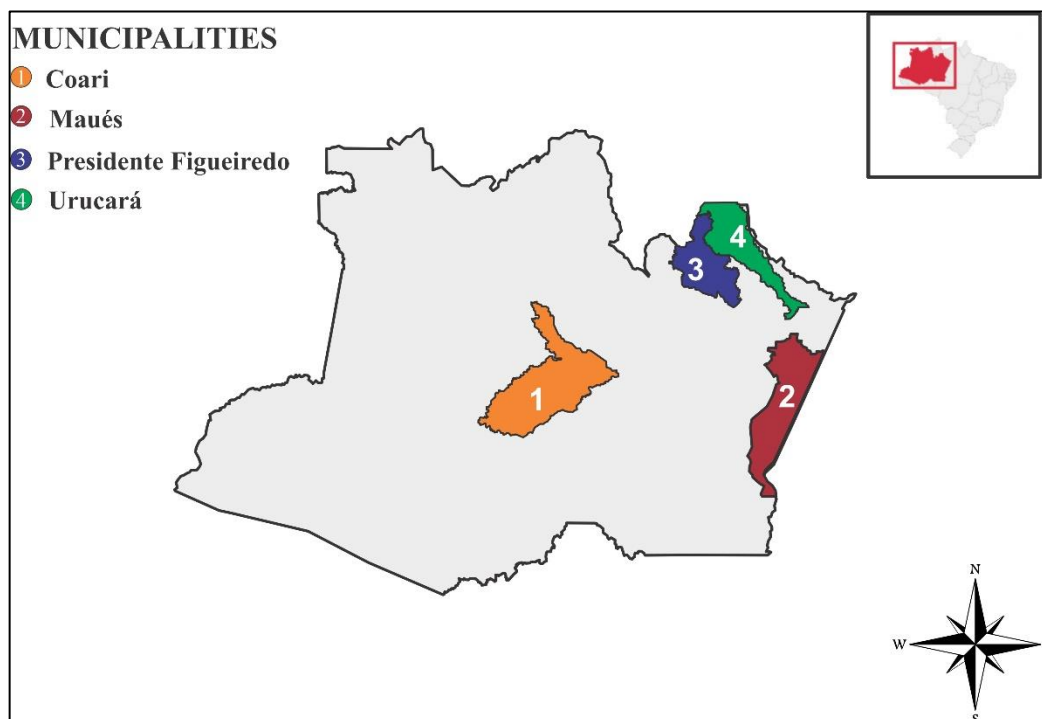 MUNICIPALITIES
1 Coari
2 Maués
3 Presidente Figueiredo
4 Urucará
4
3
1
2
N
W
S